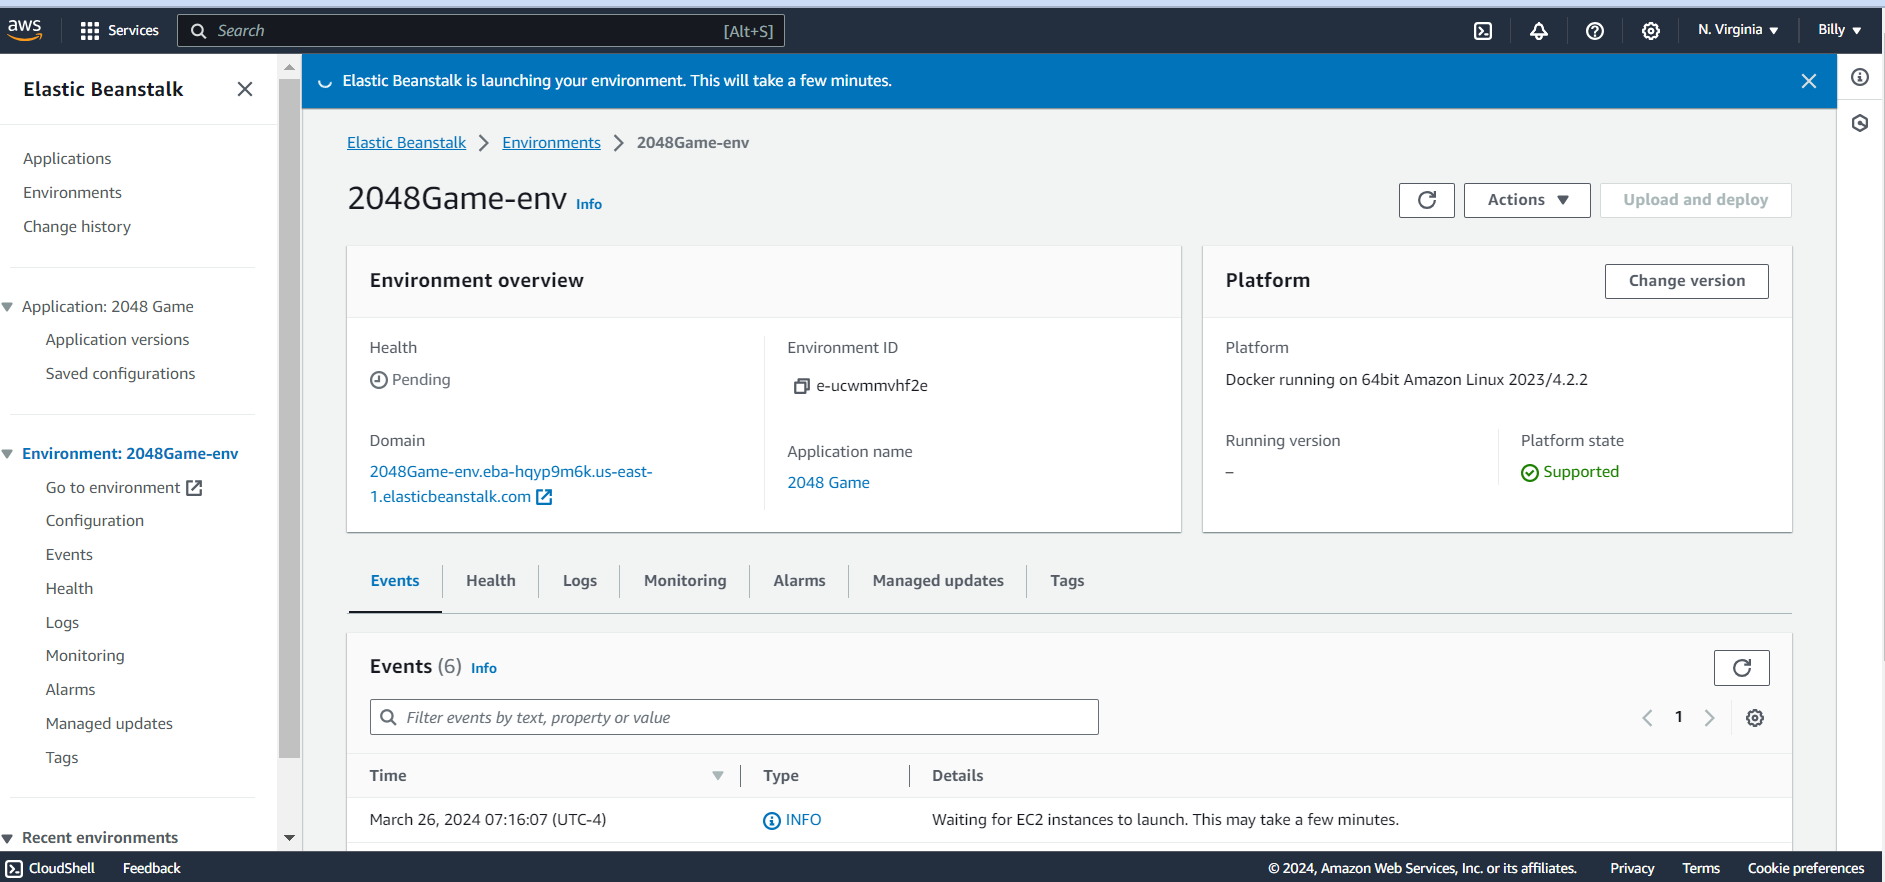 aws
Services
Search
[Alt+S]
N. Virginia
Billy
Elastic Beanstalk
Applications
Environments
Change history
Application: 2048 Game
Application versions
Saved configurations
Environment: 2048Game-env
Go to environment
Configuration
Events
Health
Logs
Monitoring
Alarms
Managed updates
Tags
Recent environments
Elastic Beanstalk is launching your environment. This will take a few minutes.
Elastic Beanstalk
Environments
2048Game-env
2048Game-env Info
Actions
Upload and deploy
Environment overview
Health
Pending
Domain
2048Game-env.eba-hqyp9m6k.us-east-
1.elasticbeanstalk.com
Environment ID
e-ucwmmvhf2e
Application name
2048 Game
Platform
Change version
Platform
Docker running on 64bit Amazon Linux 2023/4.2.2
Running version
–
Platform state
Supported
Events
Health
Logs
Monitoring
Alarms
Managed updates
Tags
Events (6) Info
Filter events by text, property or value
1
Time
Type
Details
March 26, 2024 07:16:07 (UTC-4)
INFO
Waiting for EC2 instances to launch. This may take a few minutes.
CloudShell
Feedback
© 2024, Amazon Web Services, Inc. or its affiliates.
Privacy
Terms
Cookie preferences